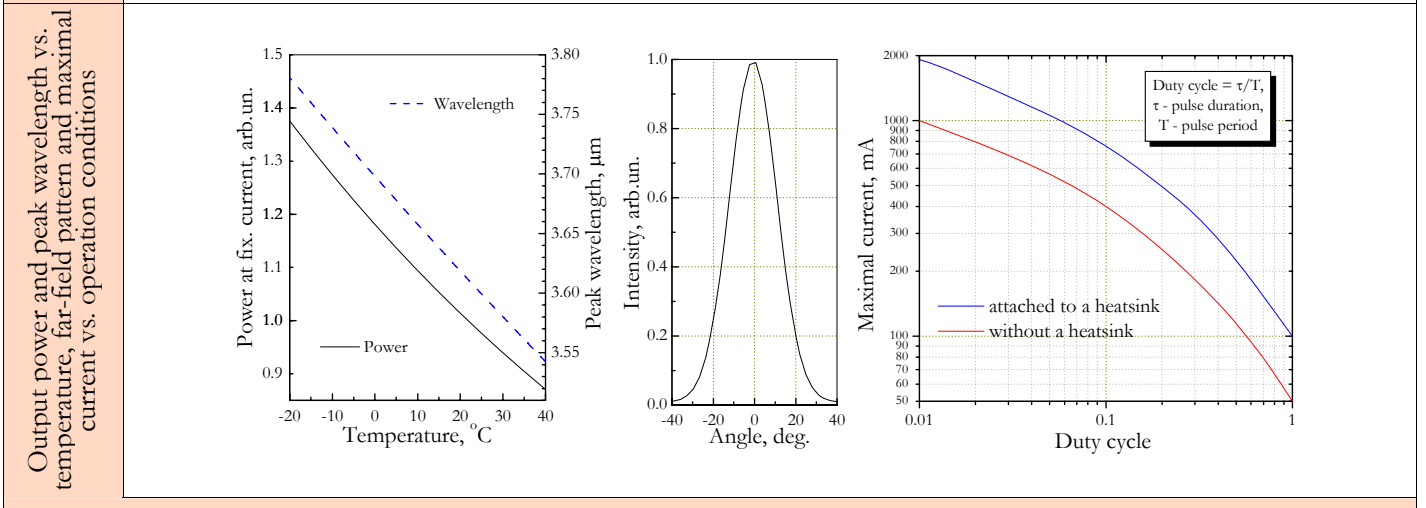 Output power and peak wavelength vs.
temperature, far-field pattern and maximal
current vs. operation conditions
1.5
1.4
1.3
1.2
1.1
1.0
0.9
Power at fix. current, arb.un.
-20
-10
0
10
20
30
40
Temperature, °C
3.80
3.75
3.70
3.65
3.60
3.55
Peak wavelength, μm
Wavelength
Power
1.0
0.8
0.6
0.4
0.2
0.0
Intensity, arb.un.
-40
-20
0
20
40
Angle, deg.
2000
1000
900
800
700
600
500
400
300
200
100
90
80
70
60
50
Maximal current, mA
0.01
0.1
1
Duty cycle
Duty cycle = τ/T,
τ - pulse duration,
T - pulse period
attached to a heatsink
without a heatsink